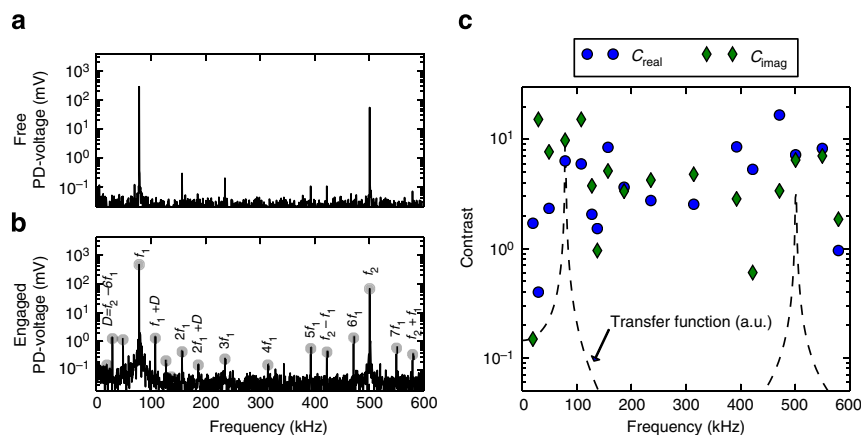 a
Free
PD-voltage (mV)
10³
10²
10¹
10⁰
10⁻¹
b
Engaged
PD-voltage (mV)
10³
10²
10¹
10⁰
10⁻¹
D=f₂ –6f₁
f₁
f₁ +D
2f₁
2f₁ +D
3f₁
4f₁
5f₁
f₂ – f₁
6f₁
f₂
7f₁
f₂ + f₁
0 100 200 300 400 500 600
Frequency (kHz)
c
C real
C imag
Contrast
10¹
10⁰
10⁻¹
Transfer function (a.u.)
0 100 200 300 400 500 600
Frequency (kHz)